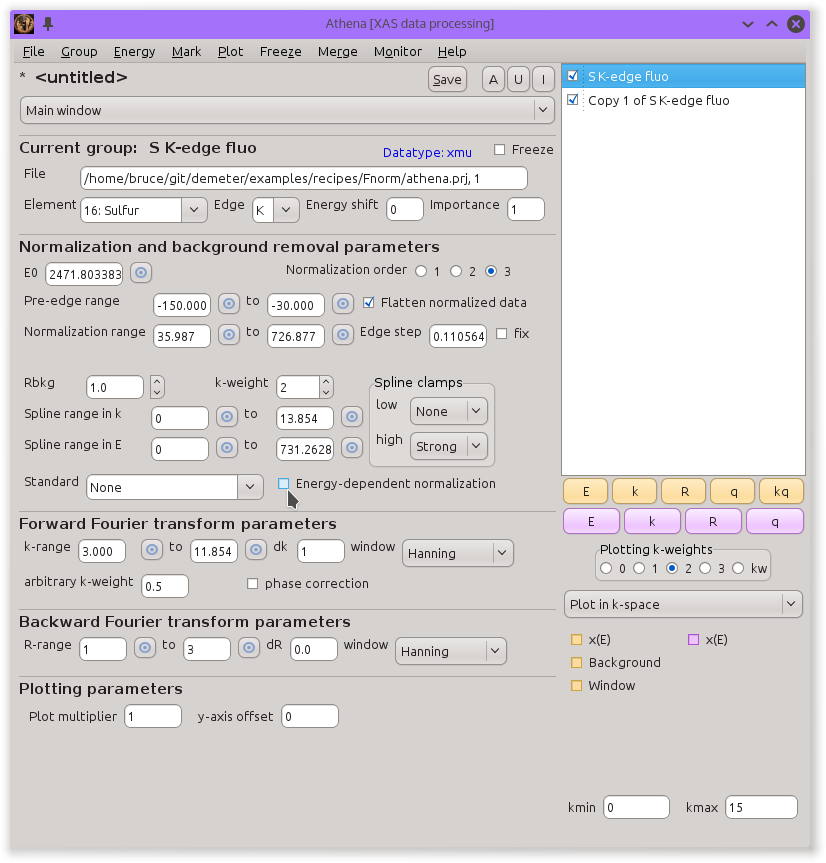 Athena [XAS data processing]
File Group Energy Mark Plot Freeze Merge Monitor Help
* <untitled> Save A U I
Main window
Current group: S K-edge fluo Datatype: xmu Freeze
File /home/bruce/git/demeter/examples/recipes/Fnorm/athena.prj, 1
Element 16: Sulfur Edge K Energy shift 0 Importance 1
Normalization and background removal parameters
E0 2471.803383 Normalization order 1 2 3
Pre-edge range -150.000 to -30.000 Flatten normalized data
Normalization range 35.987 to 726.877 Edge step 0.110564 fix
Rbkg 1.0 k-weight 2 Spline clamps
Spline range in k 0 to 13.854 low None
Spline range in E 0 to 731.2628 high Strong
Standard None Energy-dependent normalization
Forward Fourier transform parameters
k-range 3.000 to 11.854 dk 1 window Hanning
arbitrary k-weight 0.5 phase correction
Backward Fourier transform parameters
R-range 1 to 3 dR 0.0 window Hanning
Plotting parameters
Plot multiplier 1 y-axis offset 0
S K-edge fluo
Copy 1 of S K-edge fluo
E k R q kq
E k R q
Plotting k-weights
0 1 2 3 kw
Plot in k-space
χ(E) χ(E)
Background
Window
kmin 0 kmax 15